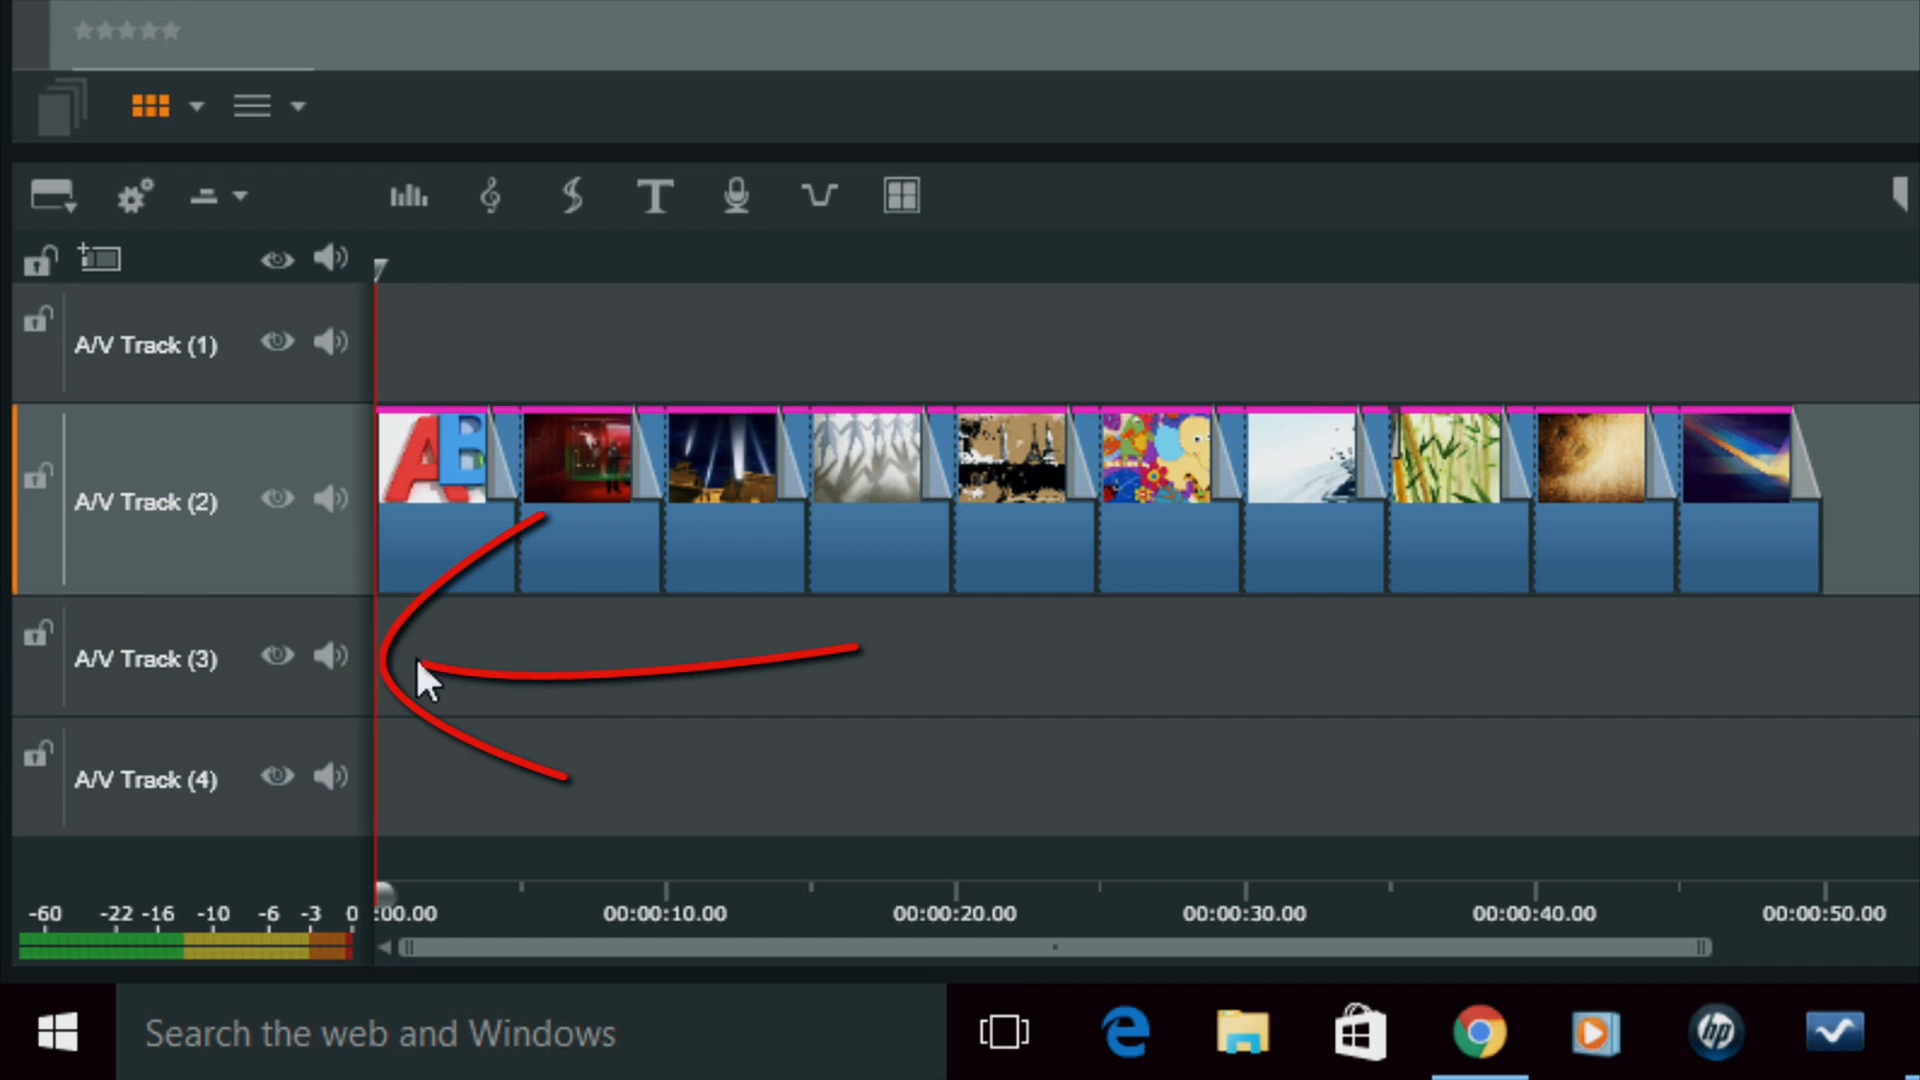 A/V Track (1)
AB
A/V Track (2)
A/V Track (3)
A/V Track (4)
-60 -22 -16 -10 -6 -3 0 :00.00 00:00:10.00 00:00:20.00 00:00:30.00 00:00:40.00 00:00:50.00
Search the web and Windows
hp